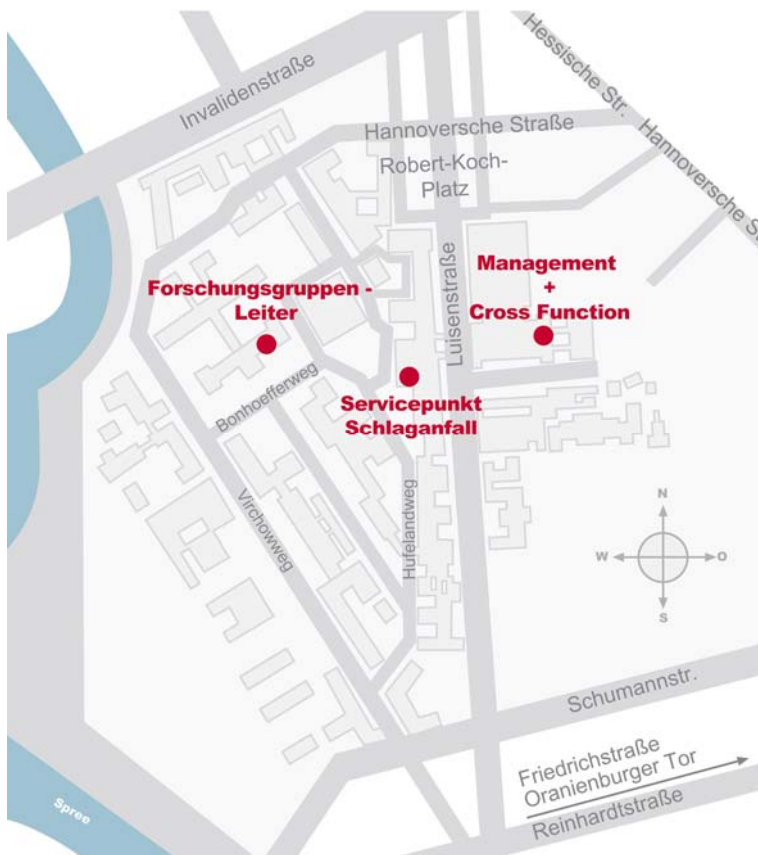 Hessische Str.
Invalidenstraße
Hannoversche Straße
Hannoversche St
Robert-Koch-
Platz
Management
+
Cross Function
Forschungsgruppen -
Leiter
Luisenstraße
Servicepunkt
Schlaganfall
Bonhoefferweg
Virchowweg
Hufelandweg
N
W
O
S
Schumannstr.
Friedrichstraße
Oranienburger Tor
Reinhardtstraße
Spree